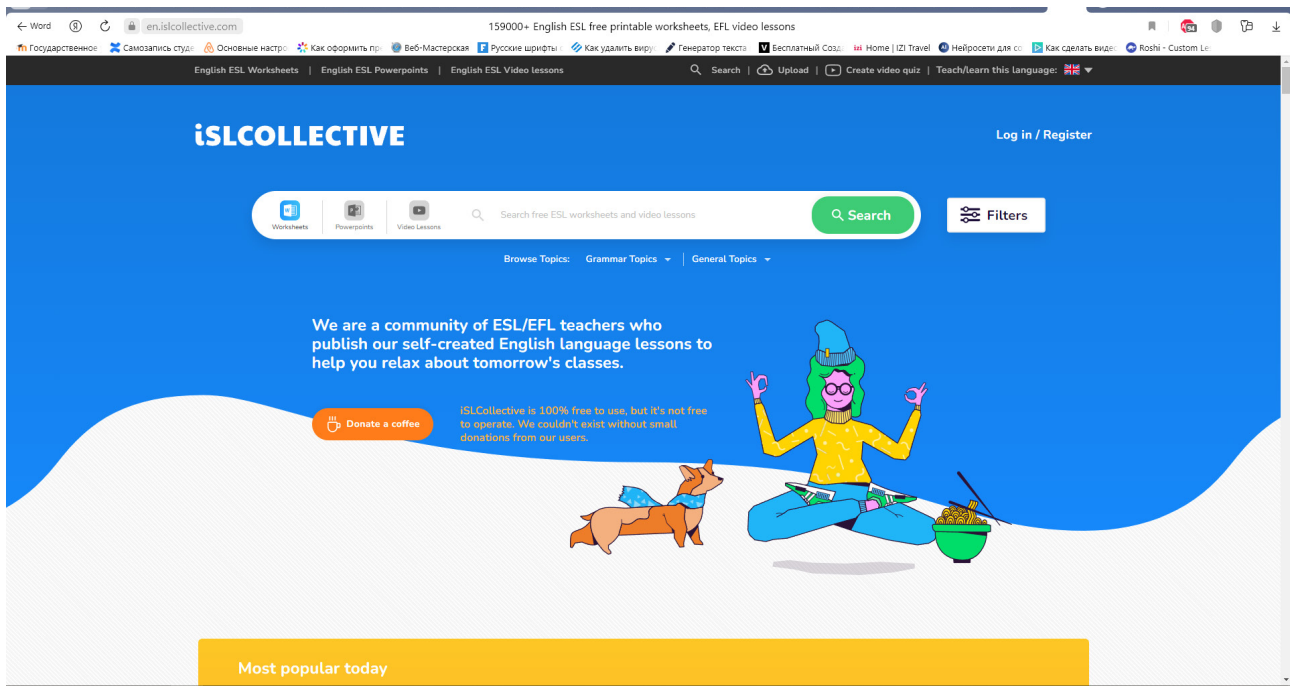 ← Word en.islcollective.com 159000+ English ESL free printable worksheets, EFL video lessons 94
Государственное Самозапись студе Основные настро Как оформить пр Веб-Мастерская Русские шрифты Как удалить виру Генератор текста Бесплатный Созд izi Home | IZI Travel Нейросети для со Как сделать видео Roshi - Custom Le
English ESL Worksheets | English ESL Powerpoints | English ESL Video lessons Search | Upload | Create video quiz | Teach/learn this language:
iSLCOLLECTIVE
Log in / Register
Search free ESL worksheets and video lessons Search Filters
Worksheets Powerpoints Video Lessons
Browse Topics: Grammar Topics | General Topics
We are a community of ESL/EFL teachers who
publish our self-created English language lessons to
help you relax about tomorrow's classes.
Donate a coffee
iSLCollective is 100% free to use, but it's not free
to operate. We couldn't exist without small
donations from our users.
Most popular today